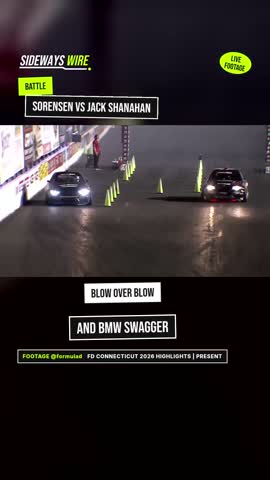 SIDEWAYS WIRE.
LIVE
FOOTAGE
BATTLE
SORENSEN VS JACK SHANAHAN
BLOW OVER BLOW
AND BMW SWAGGER
FOOTAGE @formulad FD CONNECTICUT 2026 HIGHLIGHTS | PRESENT